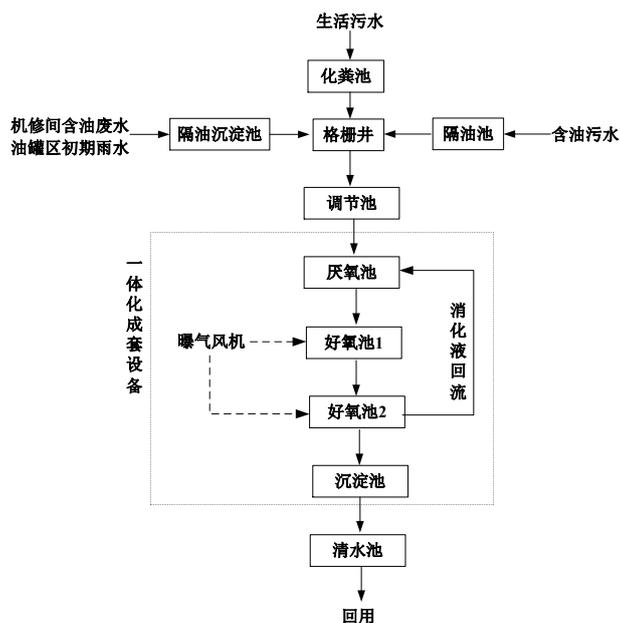 生活污水
化粪池
机修间含油废水
油罐区初期雨水
隔油沉淀池
格栅井
隔油池
含油污水
调节池
一体化成套设备
厌氧池
消化液回流
曝气风机
好氧池1
好氧池2
沉淀池
清水池
回用